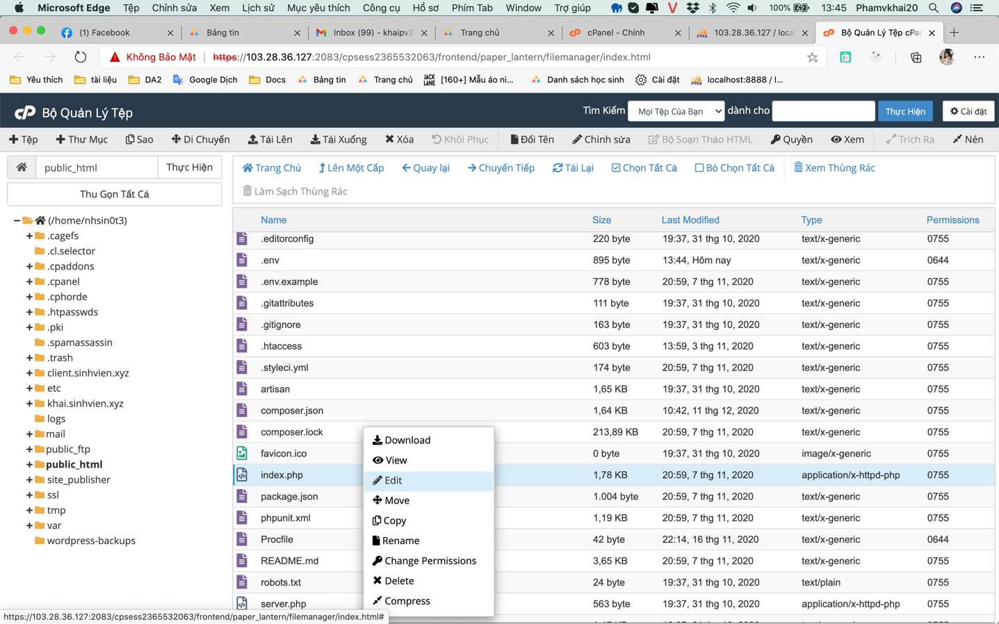 Microsoft Edge Tệp Chỉnh sửa Xem Lịch sử Mục yêu thích Công cụ Hồ sơ Phím Tab Window Trợ giúp 100% 13:45 Phamvkhai20
(1) Facebook Bảng tin Inbox (99) - khaipv2 Trang chủ cPanel - Chính 103.28.36.127 / loca Bộ Quản Lý Tệp cPan
Không Bảo Mật https://103.28.36.127:2083/cpsess2365532063/frontend/paper_lantern/filemanager/index.html
Yêu thích tài liệu DA2 Google Dịch Docs Bảng tin Trang chủ JACK LANE [160+] Mẫu áo ni... Danh sách học sinh Cài đặt PMA localhost:8888 / l...
cP Bộ Quản Lý Tệp Tìm Kiếm Mọi Tệp Của Bạn dành cho Thực Hiện Cài đặt
Tệp Thư Mục Sao Di Chuyển Tải Lên Tải Xuống Xóa Khôi Phục Đổi Tên Chỉnh sửa Bộ Soạn Thảo HTML Quyền Xem Trích Ra Nén
public_html Thực Hiện
Thu Gọn Tất Cả
(/home/nhsin0t3)
.cagefs
.cl.selector
.cpaddons
.cpanel
.cphorde
.htpasswds
.pki
.spamassassin
.trash
client.sinhvien.xyz
etc
khai.sinhvien.xyz
logs
mail
public_ftp
public_html
site_publisher
ssl
tmp
var
wordpress-backups
Trang Chủ Lên Một Cấp Quay lại Chuyển Tiếp Tải Lại Chọn Tất Cả Bỏ Chọn Tất Cả Xem Thùng Rác
Làm Sạch Thùng Rác
Name Size Last Modified Type Permissions
.editorconfig 220 byte 19:37, 31 thg 10, 2020 text/x-generic 0755
.env 895 byte 13:44, Hôm nay text/x-generic 0644
.env.example 778 byte 20:59, 7 thg 11, 2020 text/x-generic 0755
.gitattributes 111 byte 19:37, 31 thg 10, 2020 text/x-generic 0755
.gitignore 163 byte 19:37, 31 thg 10, 2020 text/x-generic 0755
.htaccess 603 byte 13:59, 3 thg 11, 2020 text/x-generic 0755
.styleci.yml 174 byte 20:59, 7 thg 11, 2020 text/x-generic 0755
artisan 1,65 KB 19:37, 31 thg 10, 2020 text/x-generic 0755
composer.json 1,64 KB 10:42, 11 thg 12, 2020 text/x-generic 0755
composer.lock 213,89 KB 20:59, 7 thg 11, 2020 text/x-generic 0755
favicon.ico 0 byte 19:37, 31 thg 10, 2020 image/x-generic 0755
index.php 1,78 KB 20:59, 7 thg 11, 2020 application/x-httpd-php 0755
package.json 1.004 byte 20:59, 7 thg 11, 2020 text/x-generic 0755
phpunit.xml 1,19 KB 20:59, 7 thg 11, 2020 text/x-generic 0755
Procfile 42 byte 22:14, 16 thg 11, 2020 text/x-generic 0644
README.md 3,65 KB 20:59, 7 thg 11, 2020 text/x-generic 0755
robots.txt 24 byte 19:37, 31 thg 10, 2020 text/plain 0755
server.php 563 byte 19:37, 31 thg 10, 2020 application/x-httpd-php 0755
Download
View
Edit
Move
Copy
Rename
Change Permissions
Delete
Compress
https://103.28.36.127:2083/cpsess2365532063/frontend/paper_lantern/filemanager/index.html#